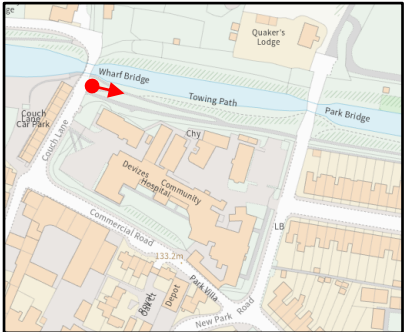 ge
Quaker's
Lodge
Wharf Bridge
Towing Path
Park Bridge
Couch
Lane
Car Park
Couch Lane
Chy
Devizes
Community
Hospital
Commercial Road
LB
133.2m
Park Villa
Depot
New Park Road